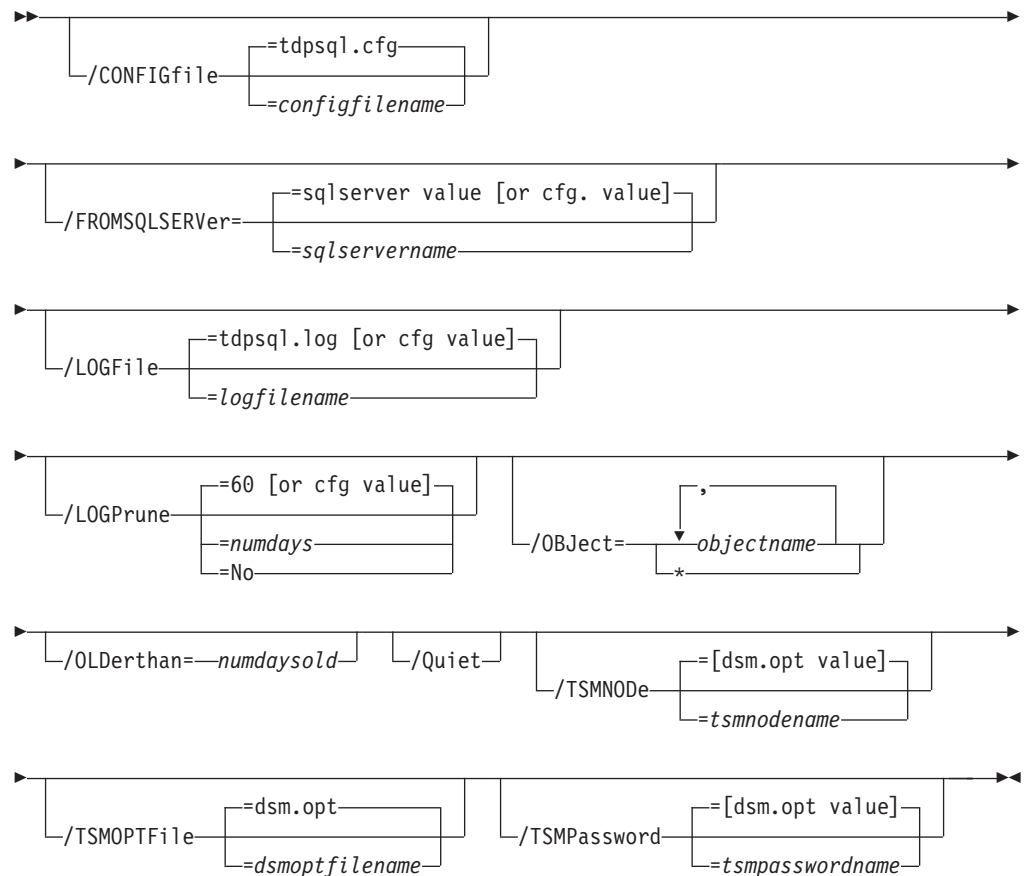 =tdpsql.cfg
/CONFIGfile
=configfilename
=sqlserver value [or cfg. value]
/FROMSQLSERVer=
=sqlservername
=tdpsql.log [or cfg value]
/LOGFile
=logfilename
=60 [or cfg value]
/LOGPrune
=numdays
=No
,
/OBJect=
objectname
*
/OLDerthan= numdaysold
/Quiet
=[dsm.opt value]
/TSMNODe
=tsmnodename
=dsm.opt
/TSMOPTFile
=dsmoptfilename
=[dsm.opt value]
/TSMPassword
=tsmpasswordname